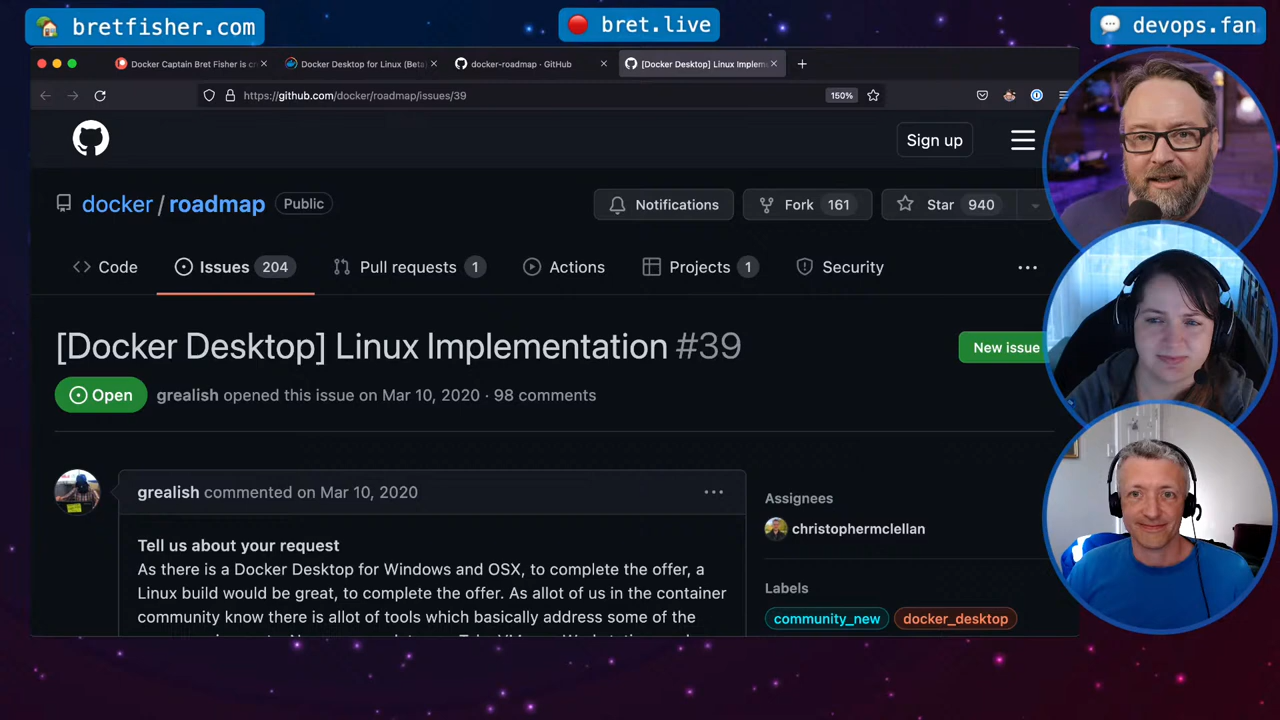 bretfisher.com
bret.live
devops.fan
Docker Captain Bret Fisher is c
Docker Desktop for Linux (Beta)
docker-roadmap · GitHub
[Docker Desktop] Linux Implem
https://github.com/docker/roadmap/issues/39
150%
Sign up
docker / roadmap
Public
Notifications
Fork 161
Star 940
Code
Issues 204
Pull requests 1
Actions
Projects 1
Security
[Docker Desktop] Linux Implementation #39
New issue
Open
grealish opened this issue on Mar 10, 2020 · 98 comments
grealish commented on Mar 10, 2020
Tell us about your request
As there is a Docker Desktop for Windows and OSX, to complete the offer, a
Linux build would be great, to complete the offer. As allot of us in the container
community know there is allot of tools which basically address some of the
Assignees
christophermclellan
Labels
community_new
docker_desktop